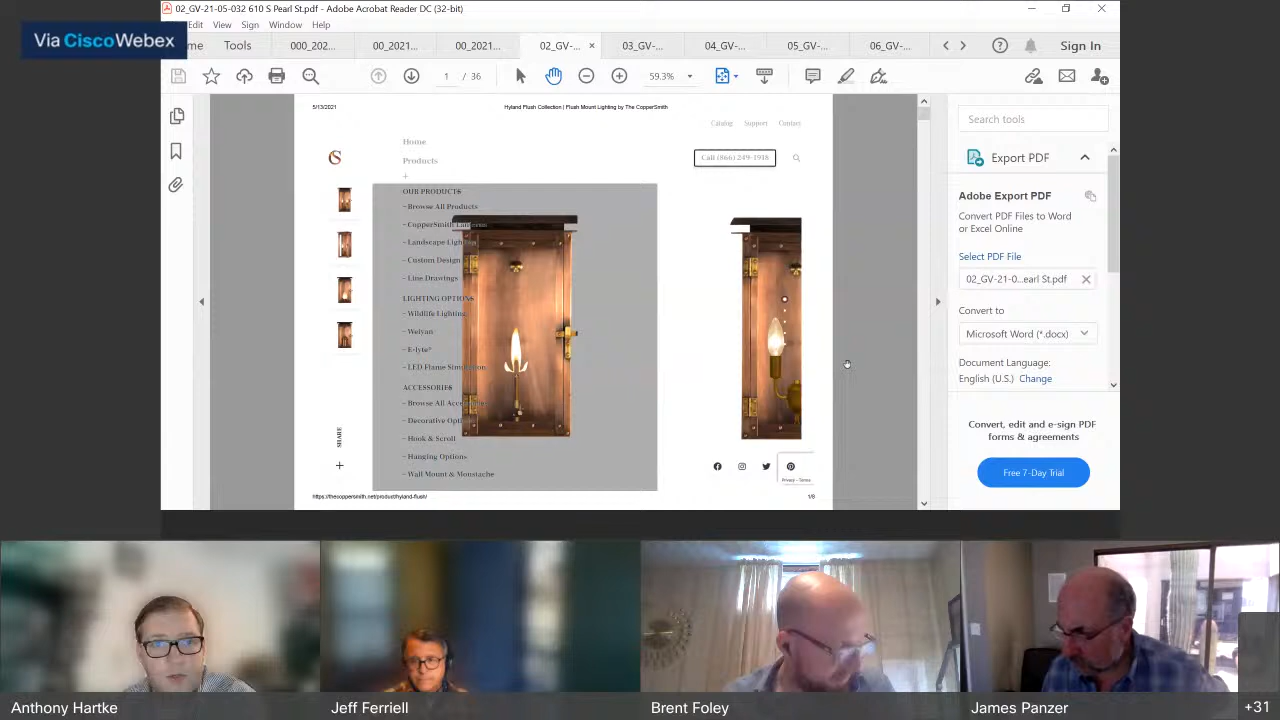 02_GV-21-05-032 610 S Pearl St.pdf - Adobe Acrobat Reader DC (32-bit)
Edit View Sign Window Help
Via Cisco Webex
me Tools 000_202... 00_2021... 00_2021... 02_GV-... × 03_GV-... 04_GV-... 05_GV-... 06_GV-... Sign In
1 / 36 59.3%
5/13/2021 Hyland Flush Collection | Flush Mount Lighting by The CopperSmith
Catalog Support Contact
Home
Call (866) 249-1918
Products
+
OUR PRODUCTS
– Browse All Products
– CopperSmith Lanterns
– Landscape Lighting
– Custom Design
– Line Drawings
LIGHTING OPTIONS
– Wildlife Lighting
– Welyan
– E-lyte®
– LED Flame Simulation
ACCESSORIES
– Browse All Accessories
– Decorative Options
– Hook & Scroll
– Hanging Options
– Wall Mount & Moustache
SHARE
+
Privacy - Terms
https://thecoppersmith.net/product/hyland-flush/ 1/8
Search tools
Export PDF
Adobe Export PDF
Convert PDF Files to Word
or Excel Online
Select PDF File
02_GV-21-0...earl St.pdf
Convert to
Microsoft Word (*.docx)
Document Language:
English (U.S.) Change
Convert, edit and e-sign PDF
forms & agreements
Free 7-Day Trial
Anthony Hartke Jeff Ferriell Brent Foley James Panzer +31